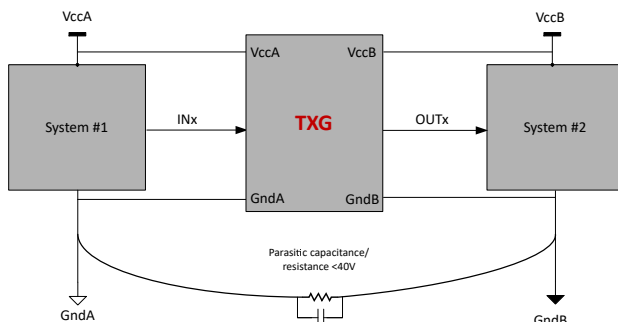 VccA
VccB
VccA
VccB
System #1
INx
TXG
OUTx
System #2
GndA
GndB
Parasitic capacitance/
resistance <40V
GndA
GndB